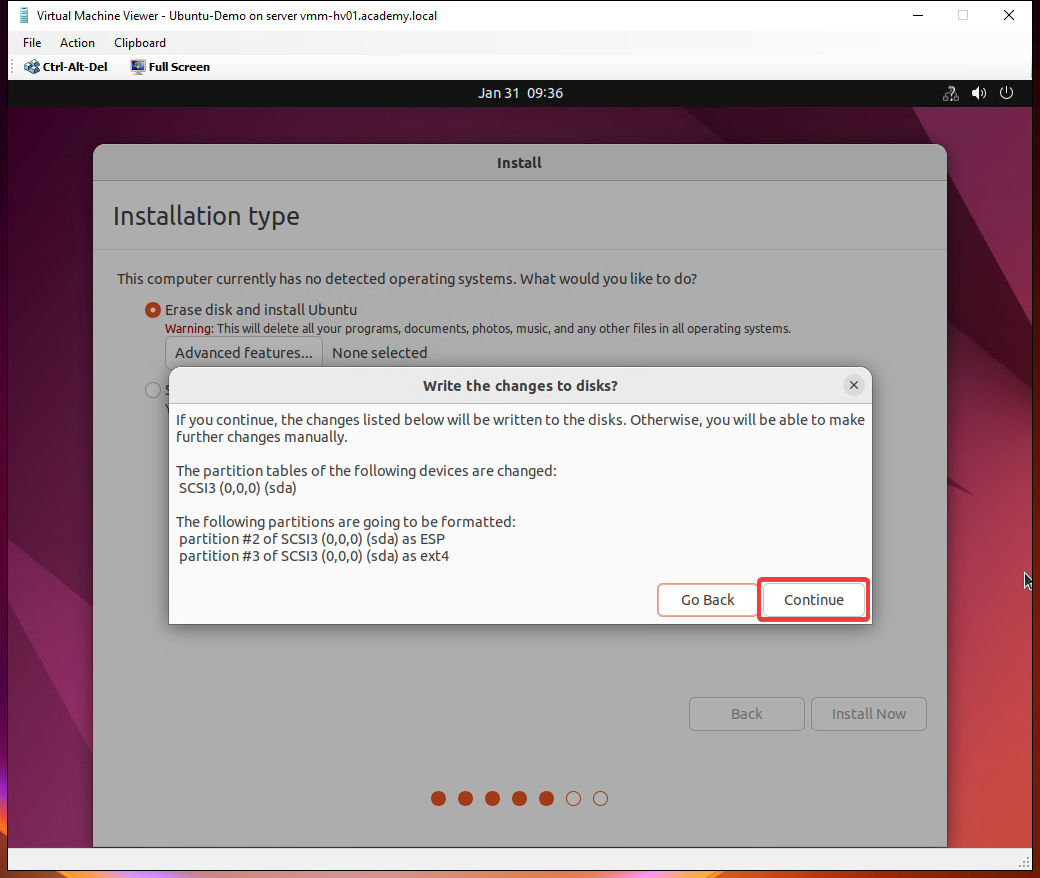 Virtual Machine Viewer - Ubuntu-Demo on server vmm-hv01.academy.local
File Action Clipboard
Ctrl-Alt-Del Full Screen
Jan 31 09:36
Install
Installation type
This computer currently has no detected operating systems. What would you like to do?
Erase disk and install Ubuntu
Warning: This will delete all your programs, documents, photos, music, and any other files in all operating systems.
Advanced features... None selected
Write the changes to disks?
If you continue, the changes listed below will be written to the disks. Otherwise, you will be able to make
further changes manually.
The partition tables of the following devices are changed:
SCSI3 (0,0,0) (sda)
The following partitions are going to be formatted:
partition #2 of SCSI3 (0,0,0) (sda) as ESP
partition #3 of SCSI3 (0,0,0) (sda) as ext4
Go Back Continue
Back Install Now